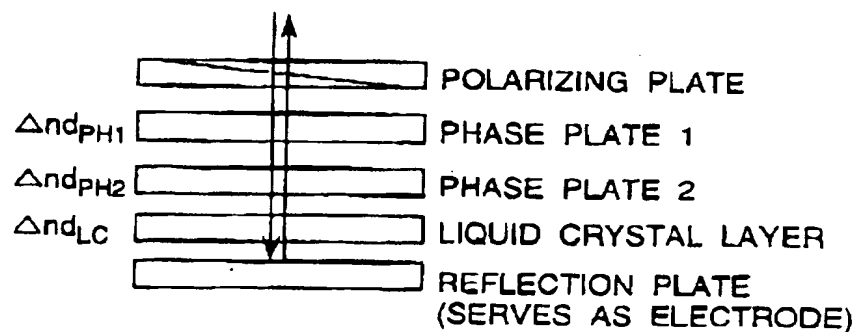 POLARIZING PLATE
ΔndPH1 PHASE PLATE 1
ΔndPH2 PHASE PLATE 2
ΔndLC LIQUID CRYSTAL LAYER
REFLECTION PLATE
(SERVES AS ELECTRODE)